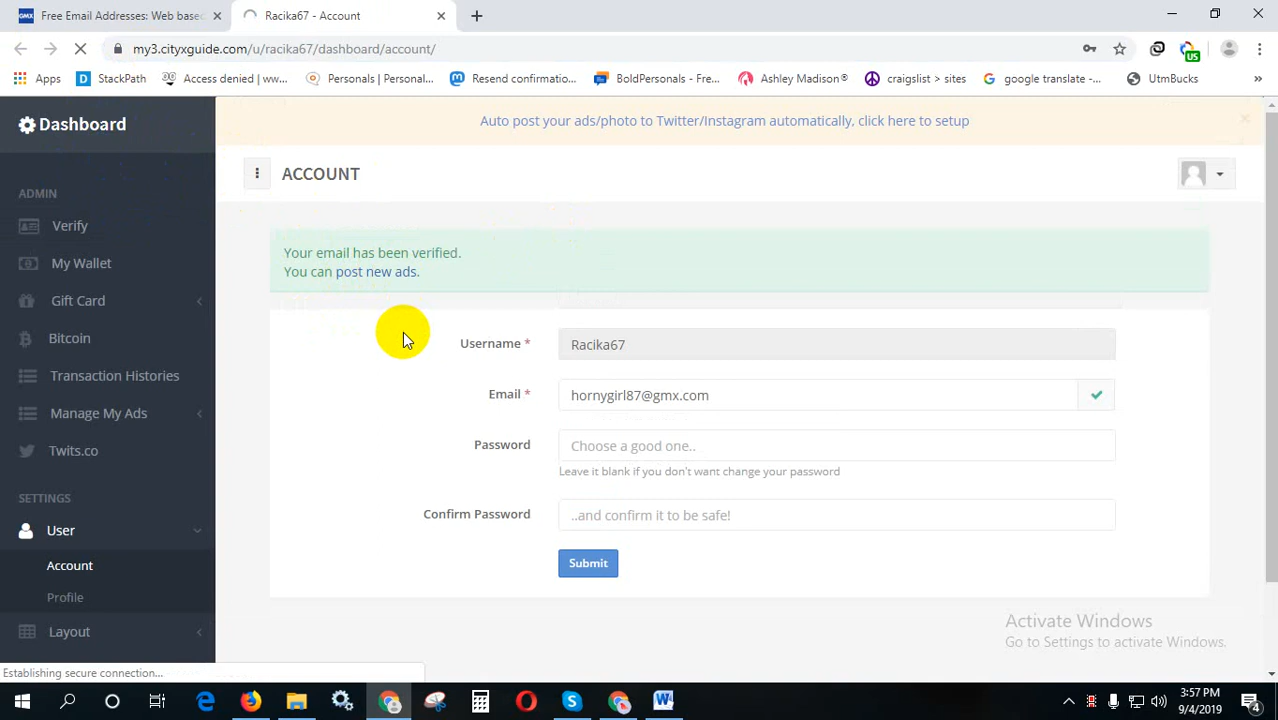 GMX Free Email Addresses: Web based
Racika67 - Account
my3.cityxguide.com/u/racika67/dashboard/account/
Apps
D StackPath
Access denied | ww...
Personals | Personal...
Resend confirmatio...
BoldPersonals - Fre...
Ashley Madison®
craigslist > sites
G google translate -...
UtmBucks
»
US
Dashboard
Auto post your ads/photo to Twitter/Instagram automatically, click here to setup
×
ACCOUNT
ADMIN
Verify
My Wallet
Gift Card
Bitcoin
Transaction Histories
Manage My Ads
Twits.co
SETTINGS
User
Account
Profile
Layout
Your email has been verified.
You can post new ads.
Username *
Racika67
Email *
hornygirl87@gmx.com
Password
Choose a good one..
Leave it blank if you don't want change your password
Confirm Password
..and confirm it to be safe!
Submit
Activate Windows
Go to Settings to activate Windows.
Establishing secure connection...
3:57 PM
9/4/2019
4